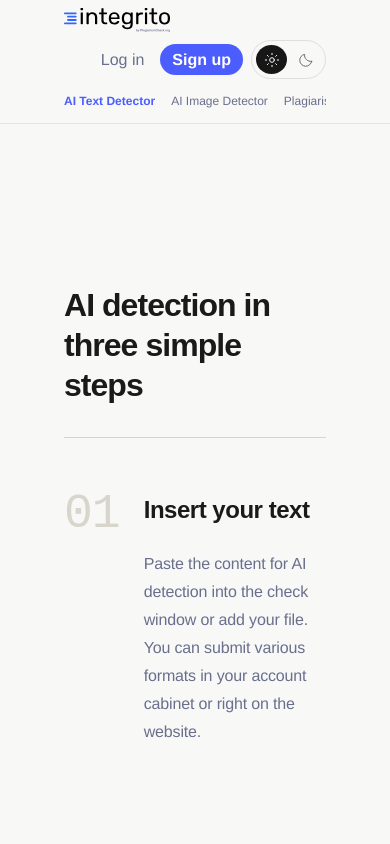 integrito
by PlagiarismCheck.org
Log in
Sign up
AI Text Detector
AI Image Detector
AI detection in
three simple
steps
01
Insert your text
Paste the content for AI
detection into the check
window or add your file.
You can submit various
formats in your account
cabinet or right on the
website.